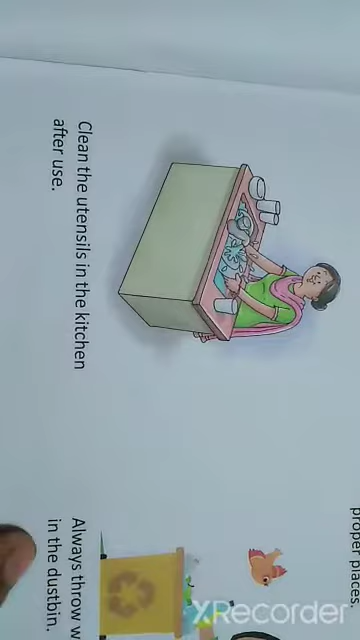 proper places.
Clean the utensils in the kitchen
after use.
Always throw
in the dustbin.
XRecorder